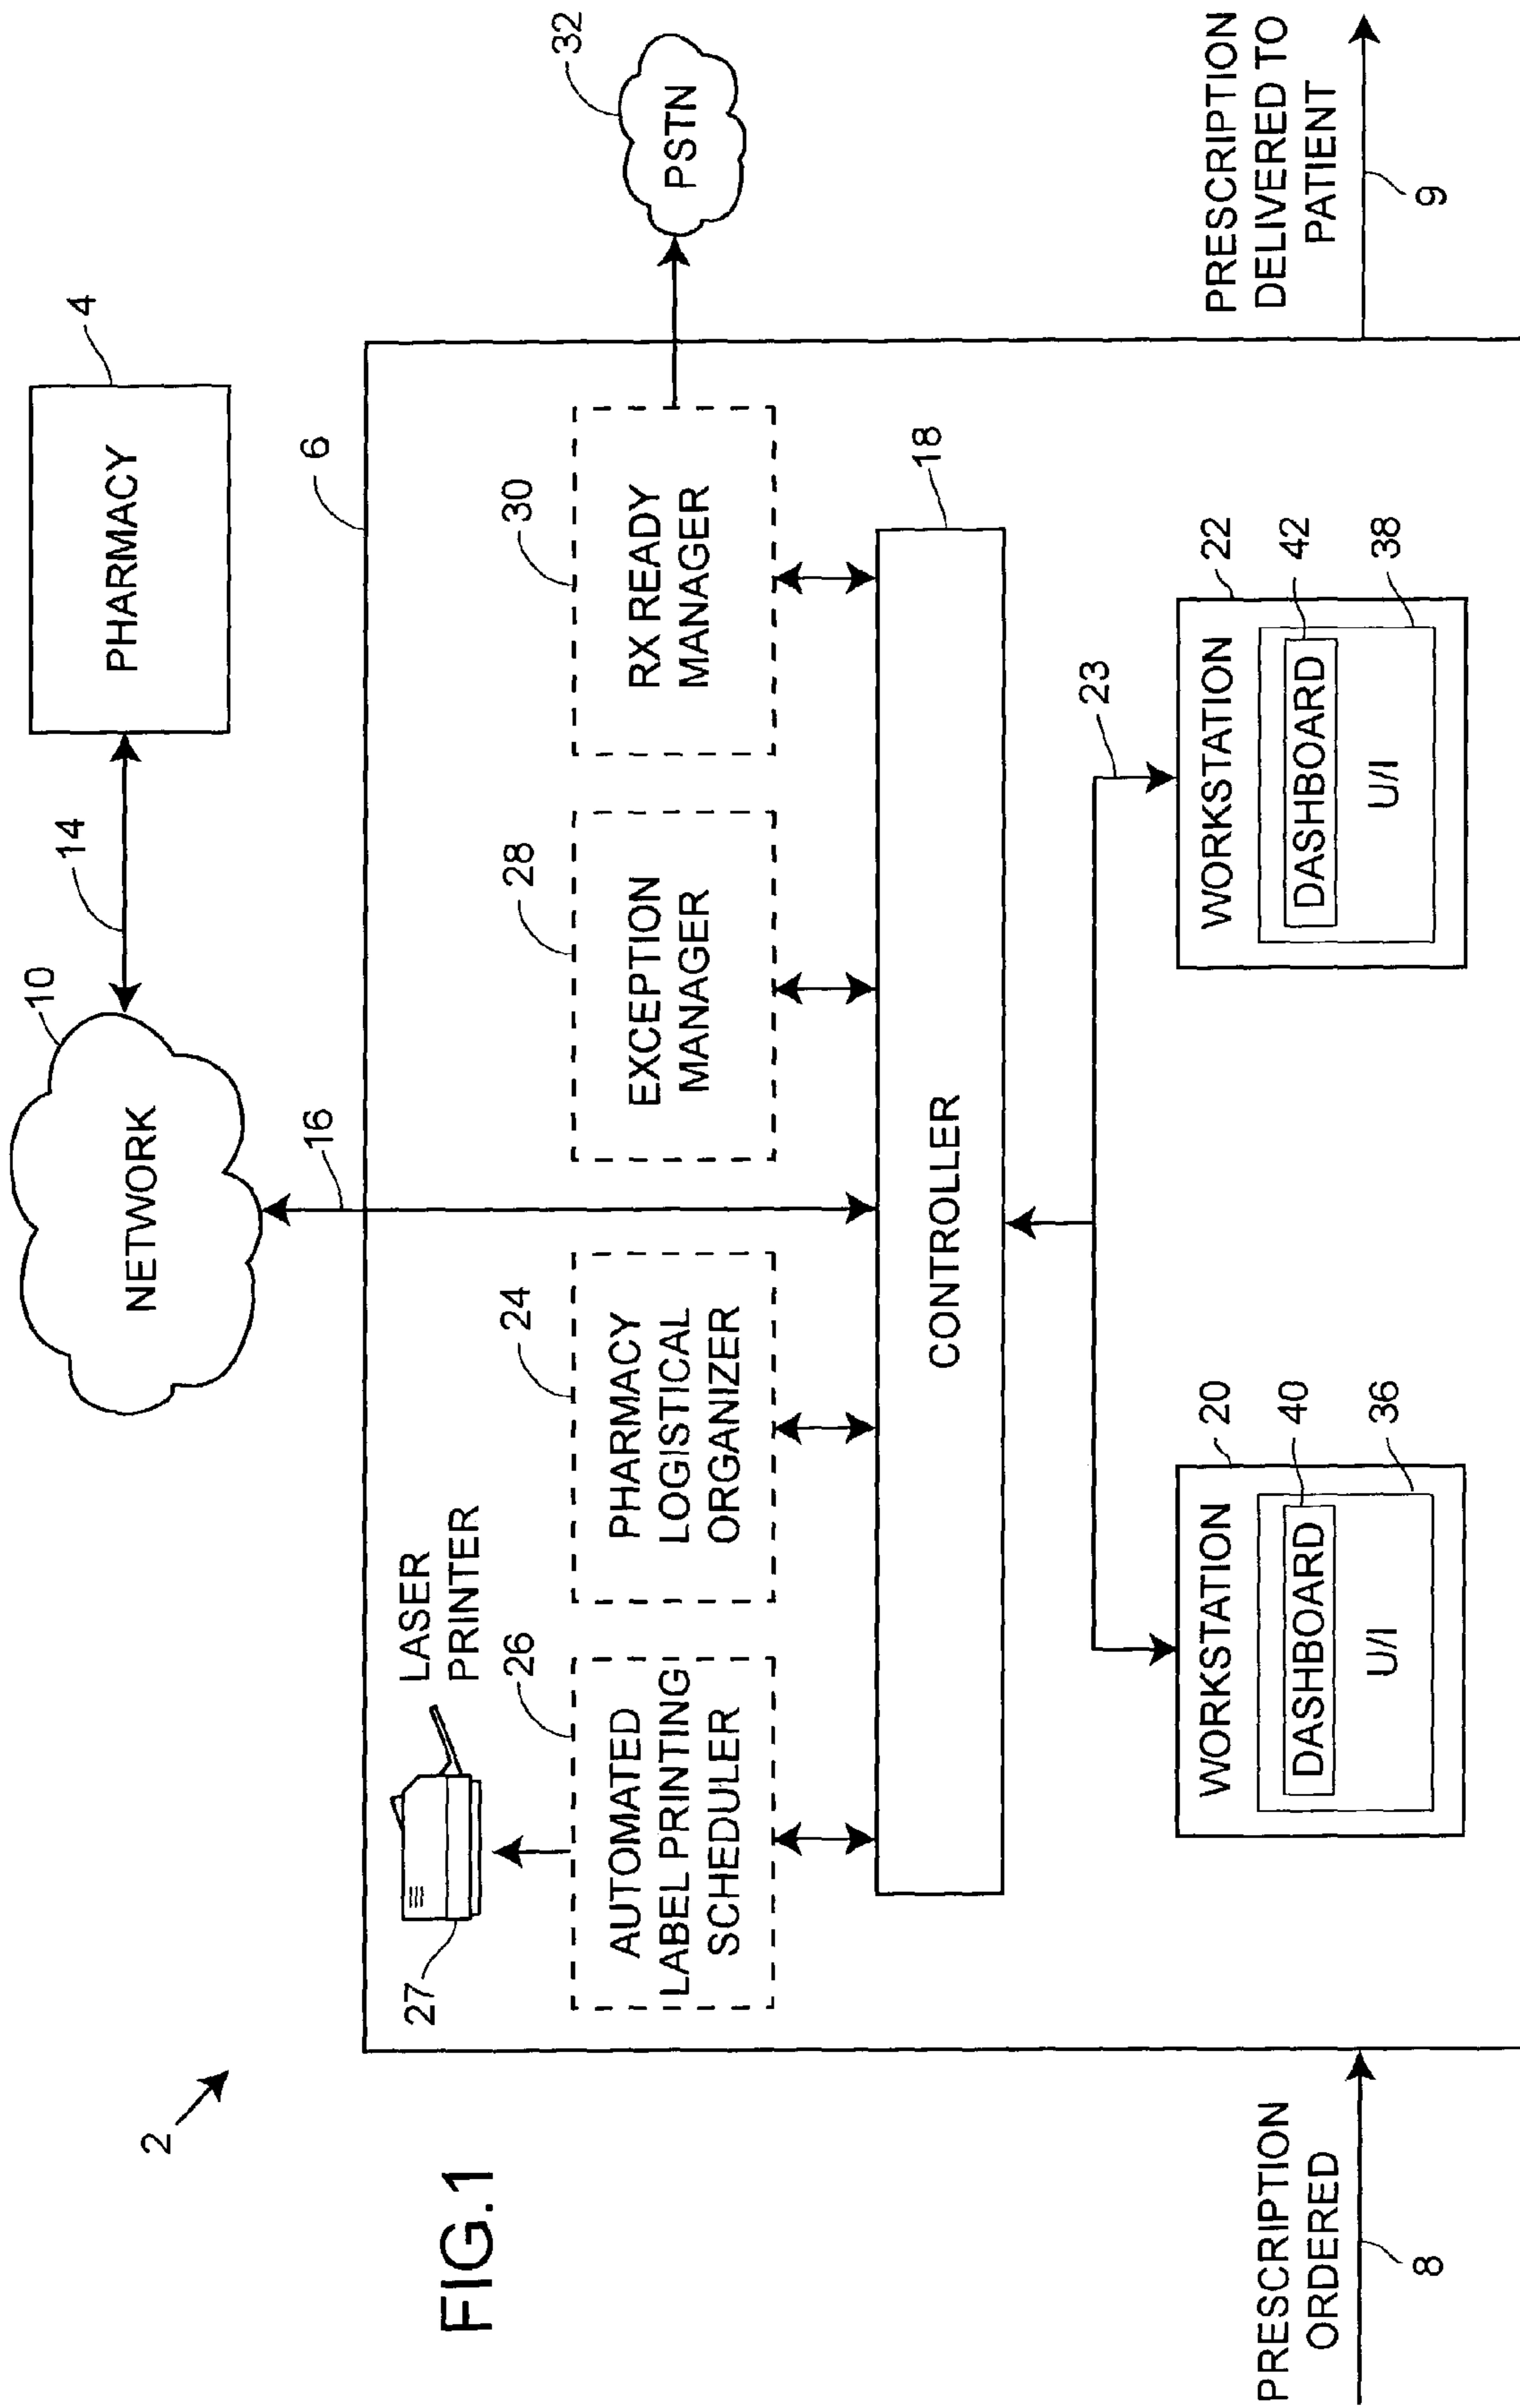 FIG.1
2
NETWORK
10
14
PHARMACY
4
16
6
LASER
PRINTER
27
26
AUTOMATED
LABEL PRINTING
SCHEDULER
24
PHARMACY
LOGISTICAL
ORGANIZER
28
EXCEPTION
MANAGER
30
RX READY
MANAGER
32
PSTN
CONTROLLER
18
23
WORKSTATION
20
DASHBOARD
40
U/I
36
WORKSTATION
22
DASHBOARD
42
U/I
38
PRESCRIPTION
ORDERED
8
PRESCRIPTION
DELIVERED TO
PATIENT
9